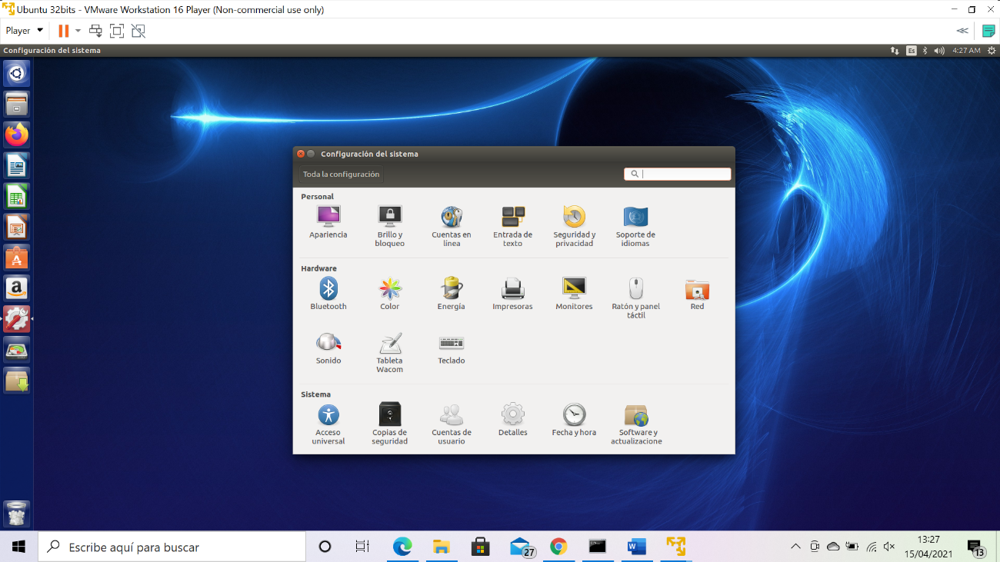 Ubuntu 32bits - VMware Workstation 16 Player (Non-commercial use only)
Player
Configuración del sistema
Es
4:27 AM
Configuración del sistema
Toda la configuración
Personal
Apariencia
Brillo y
bloqueo
Cuentas en
línea
Entrada de
texto
Seguridad y
privacidad
Soporte de
idiomas
Hardware
Bluetooth
Color
Energía
Impresoras
Monitores
Ratón y panel
táctil
Red
Sonido
Tableta
Wacom
Teclado
Sistema
Acceso
universal
Copias de
seguridad
Cuentas de
usuario
Detalles
Fecha y hora
Software y
actualizacione
Escribe aquí para buscar
27
13:27
15/04/2021
13